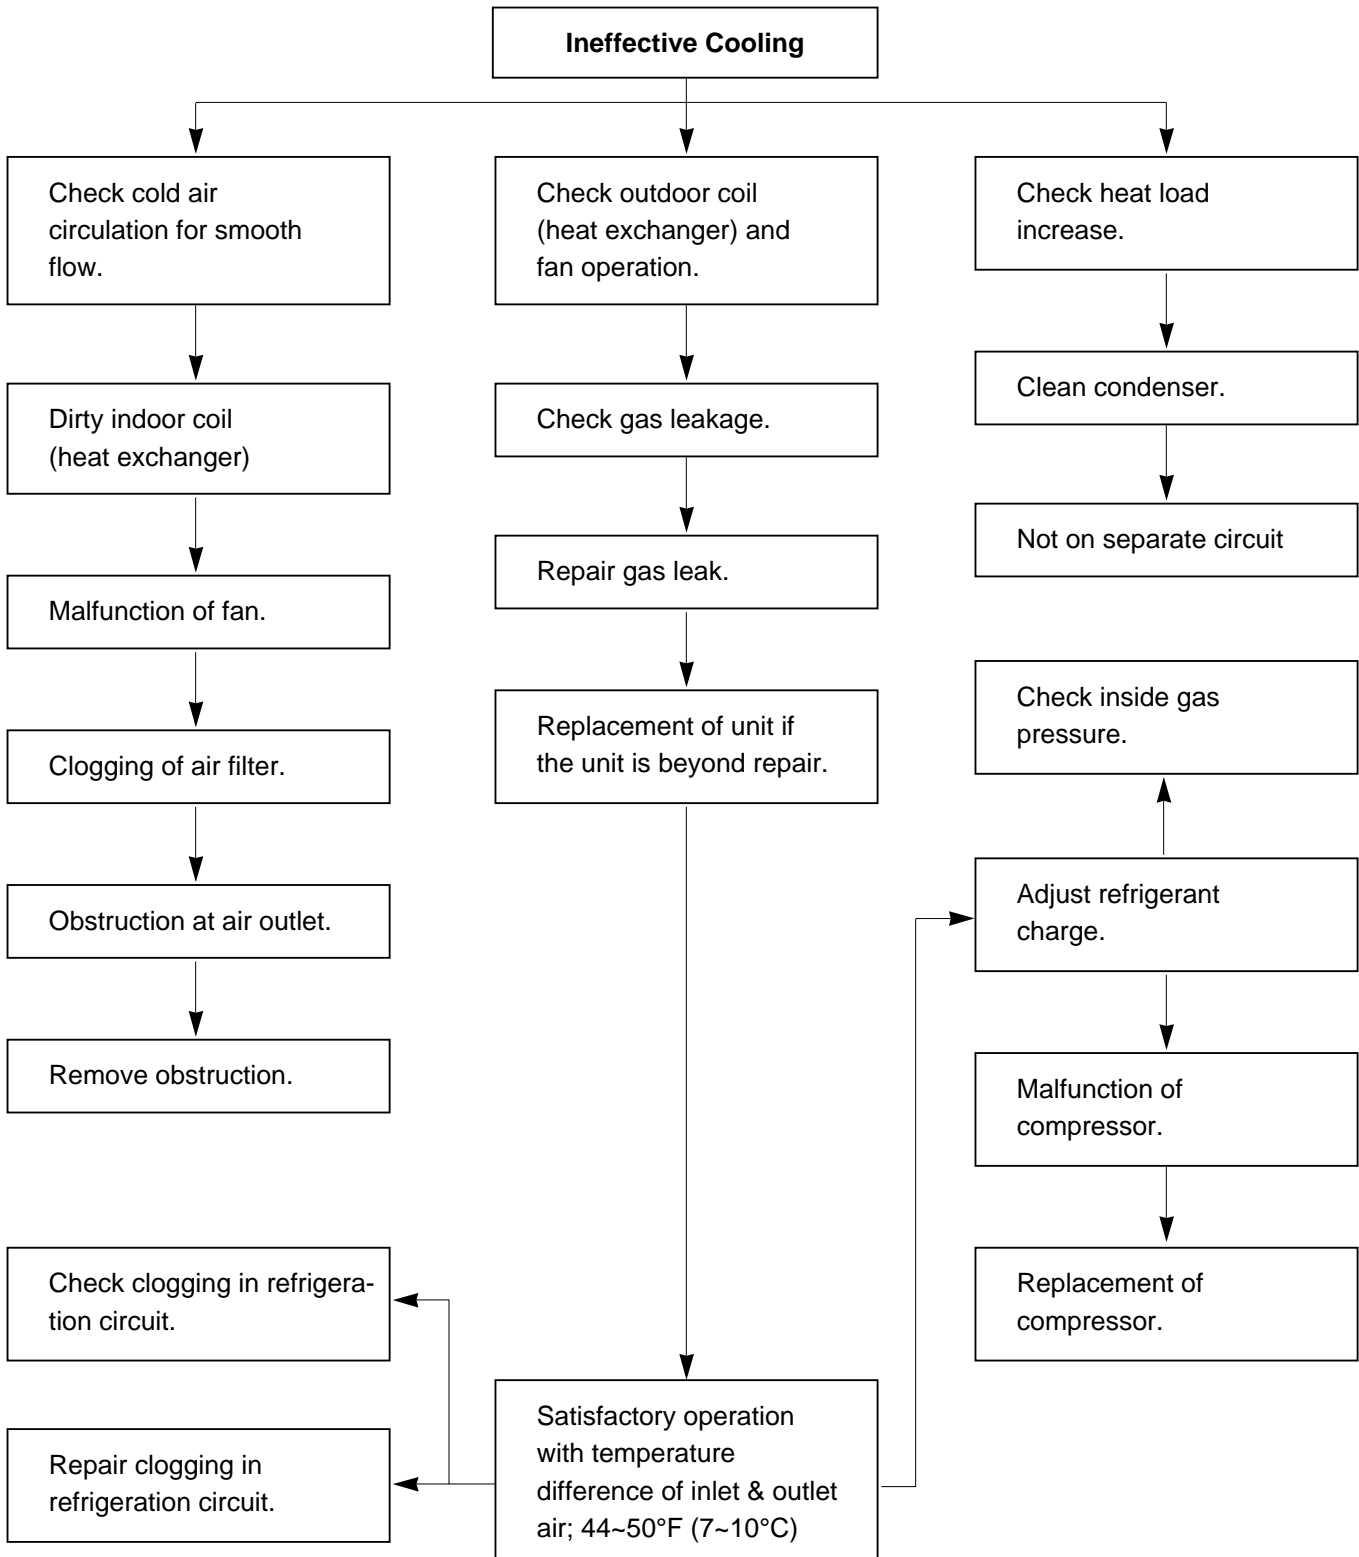 Ineffective Cooling
Check cold air
circulation for smooth
flow.
Dirty indoor coil
(heat exchanger)
Malfunction of fan.
Clogging of air filter.
Obstruction at air outlet.
Remove obstruction.
Check outdoor coil
(heat exchanger) and
fan operation.
Check gas leakage.
Repair gas leak.
Replacement of unit if
the unit is beyond repair.
Check heat load
increase.
Clean condenser.
Not on separate circuit
Check inside gas
pressure.
Adjust refrigerant
charge.
Malfunction of
compressor.
Replacement of
compressor.
Check clogging in refrigera-
tion circuit.
Repair clogging in
refrigeration circuit.
Satisfactory operation
with temperature
difference of inlet & outlet
air; 44~50°F (7~10°C)